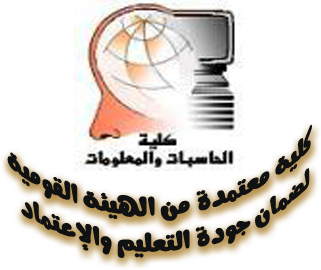 كلية
الحاسبات والمعلومات
كلية معتمدة من الهيئة القومية
لضمان جودة التعليم والإعتماد